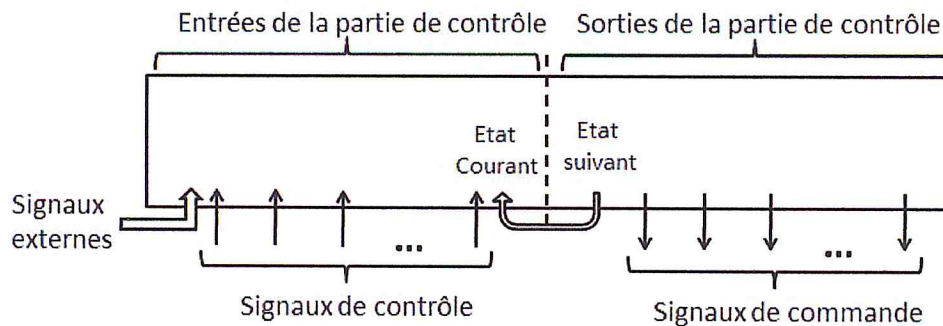 Entrées de la partie de contrôle
Sorties de la partie de contrôle
Etat
Courant
Etat
suivant
Signaux
externes
...
...
Signaux de contrôle
Signaux de commande